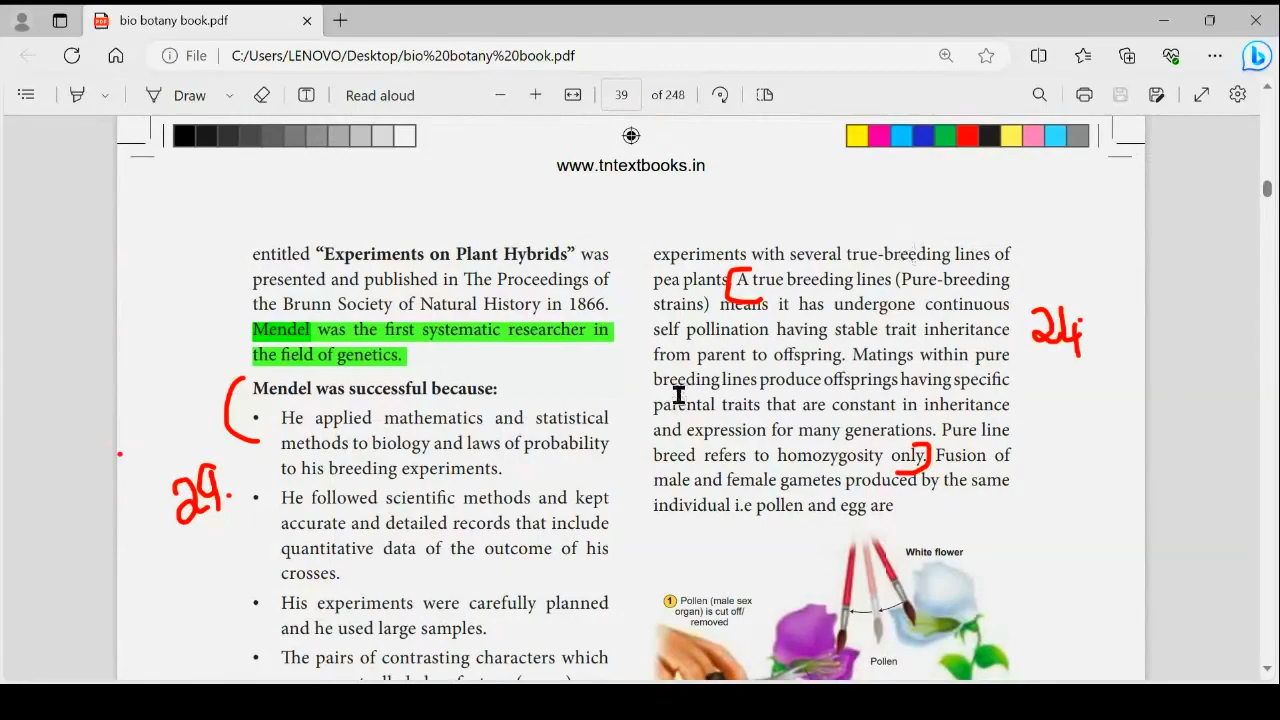 bio botany book.pdf
File C:/Users/LENOVO/Desktop/bio%20botany%20book.pdf
Draw
Read aloud
39 of 248
www.tntextbooks.in
entitled “Experiments on Plant Hybrids” was
presented and published in The Proceedings of
the Brunn Society of Natural History in 1866.
Mendel was the first systematic researcher in
the field of genetics.
Mendel was successful because:
• He applied mathematics and statistical
methods to biology and laws of probability
to his breeding experiments.
29.
• He followed scientific methods and kept
accurate and detailed records that include
quantitative data of the outcome of his
crosses.
• His experiments were carefully planned
and he used large samples.
• The pairs of contrasting characters which
experiments with several true-breeding lines of
pea plants. A true breeding lines (Pure-breeding
strains) means it has undergone continuous
self pollination having stable trait inheritance
from parent to offspring. Matings within pure
breeding lines produce offsprings having specific
parental traits that are constant in inheritance
and expression for many generations. Pure line
breed refers to homozygosity only. Fusion of
male and female gametes produced by the same
individual i.e pollen and egg are
24
White flower
1 Pollen (male sex
organ) is cut off/
removed
Pollen